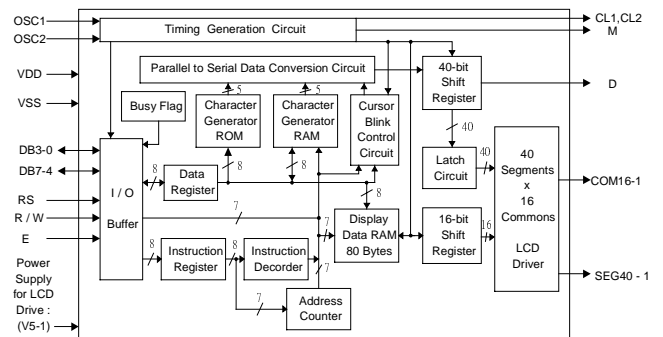 OSC1
OSC2
Timing Generation Circuit
CL1,CL2
M
VDD
VSS
Parallel to Serial Data Conversion Circuit
40-bit
Shift
Register
D
5
5
Busy Flag
Character
Generator
ROM
Character
Generator
RAM
Cursor
Blink
Control
Circuit
40
DB3-0
DB7-4
RS
R / W
E
I / O
Buffer
8
Data
Register
8
8
8
Latch
Circuit
40
40
Segments
x
16
Commons
LCD
Driver
COM16-1
SEG40 - 1
7
7
Display
Data RAM
80 Bytes
16-bit
Shift
Register
16
8
Instruction
Register
8
Instruction
Decorder
7
7
Address
Counter
Power
Supply
for LCD
Drive :
(V5-1)